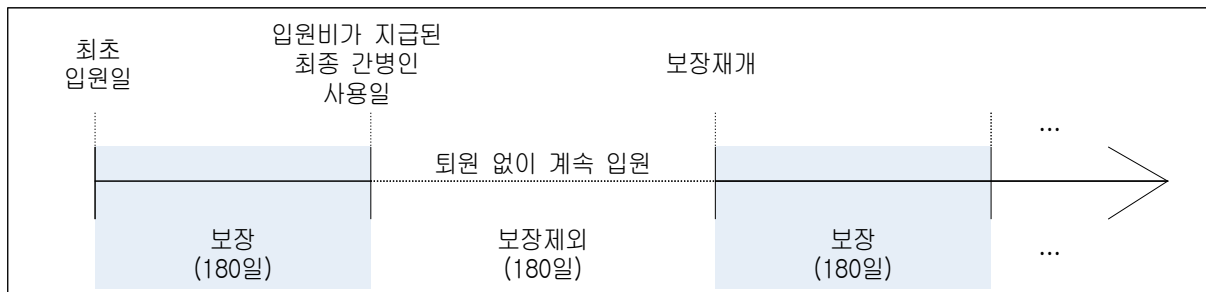 최초
입원일
입원비가 지급된
최종 간병인
사용일
보장재개
...
퇴원 없이 계속 입원
보장
(180일)
보장제외
(180일)
보장
(180일)
...